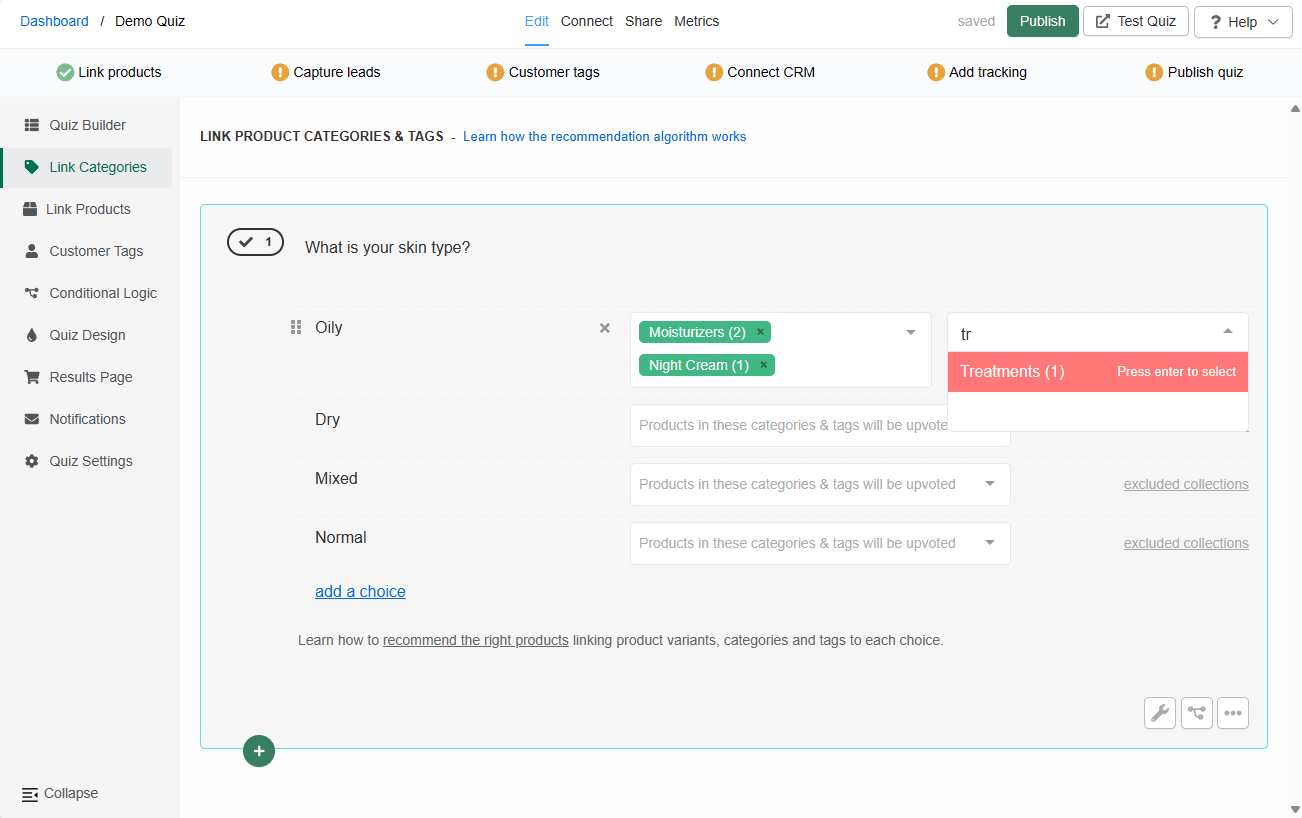 Dashboard / Demo Quiz
Edit Connect Share Metrics
saved Publish Test Quiz ? Help
Link products
Capture leads
Customer tags
Connect CRM
Add tracking
Publish quiz
Quiz Builder
Link Categories
Link Products
Customer Tags
Conditional Logic
Quiz Design
Results Page
Notifications
Quiz Settings
Collapse
LINK PRODUCT CATEGORIES & TAGS - Learn how the recommendation algorithm works
1 What is your skin type?
Oily
Moisturizers (2) ×
Night Cream (1) ×
tr
Treatments (1) Press enter to select
Dry
Products in these categories & tags will be upvote
Mixed
Products in these categories & tags will be upvoted
excluded collections
Normal
Products in these categories & tags will be upvoted
excluded collections
add a choice
Learn how to recommend the right products linking product variants, categories and tags to each choice.